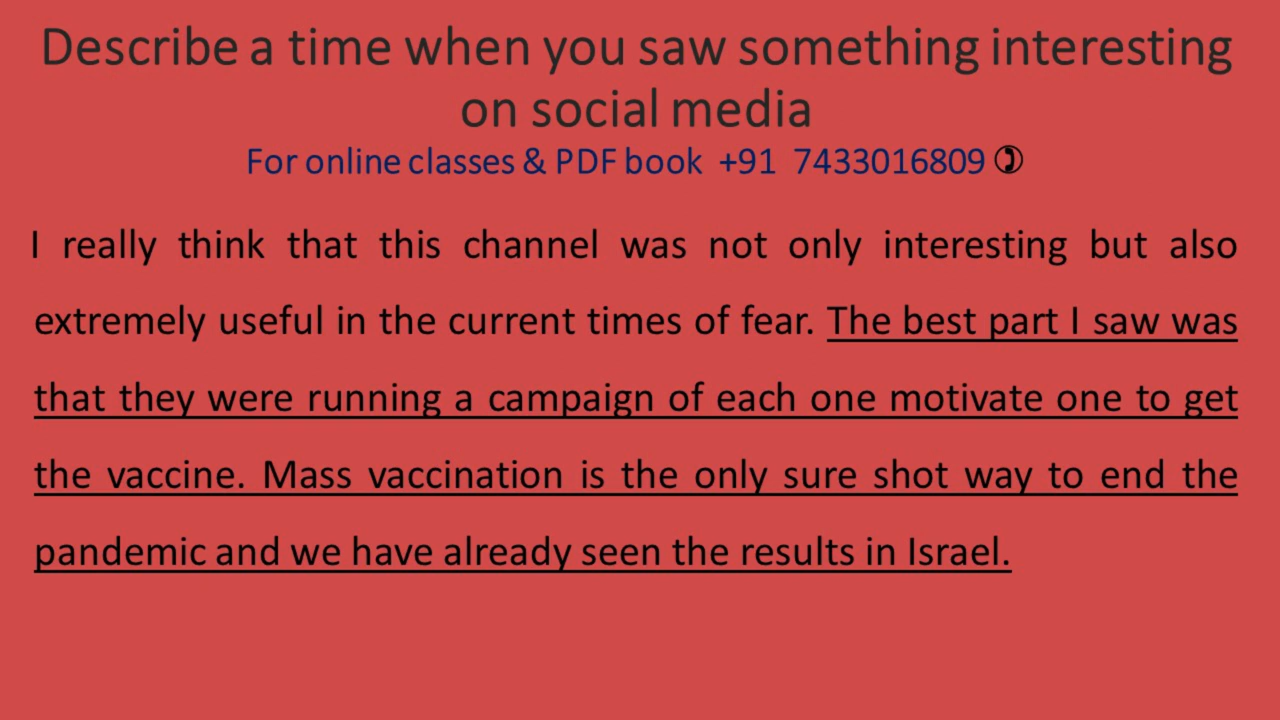 Describe a time when you saw something interesting
on social media
For online classes & PDF book +91 7433016809
I really think that this channel was not only interesting but also
extremely useful in the current times of fear. The best part I saw was
that they were running a campaign of each one motivate one to get
the vaccine. Mass vaccination is the only sure shot way to end the
pandemic and we have already seen the results in Israel.